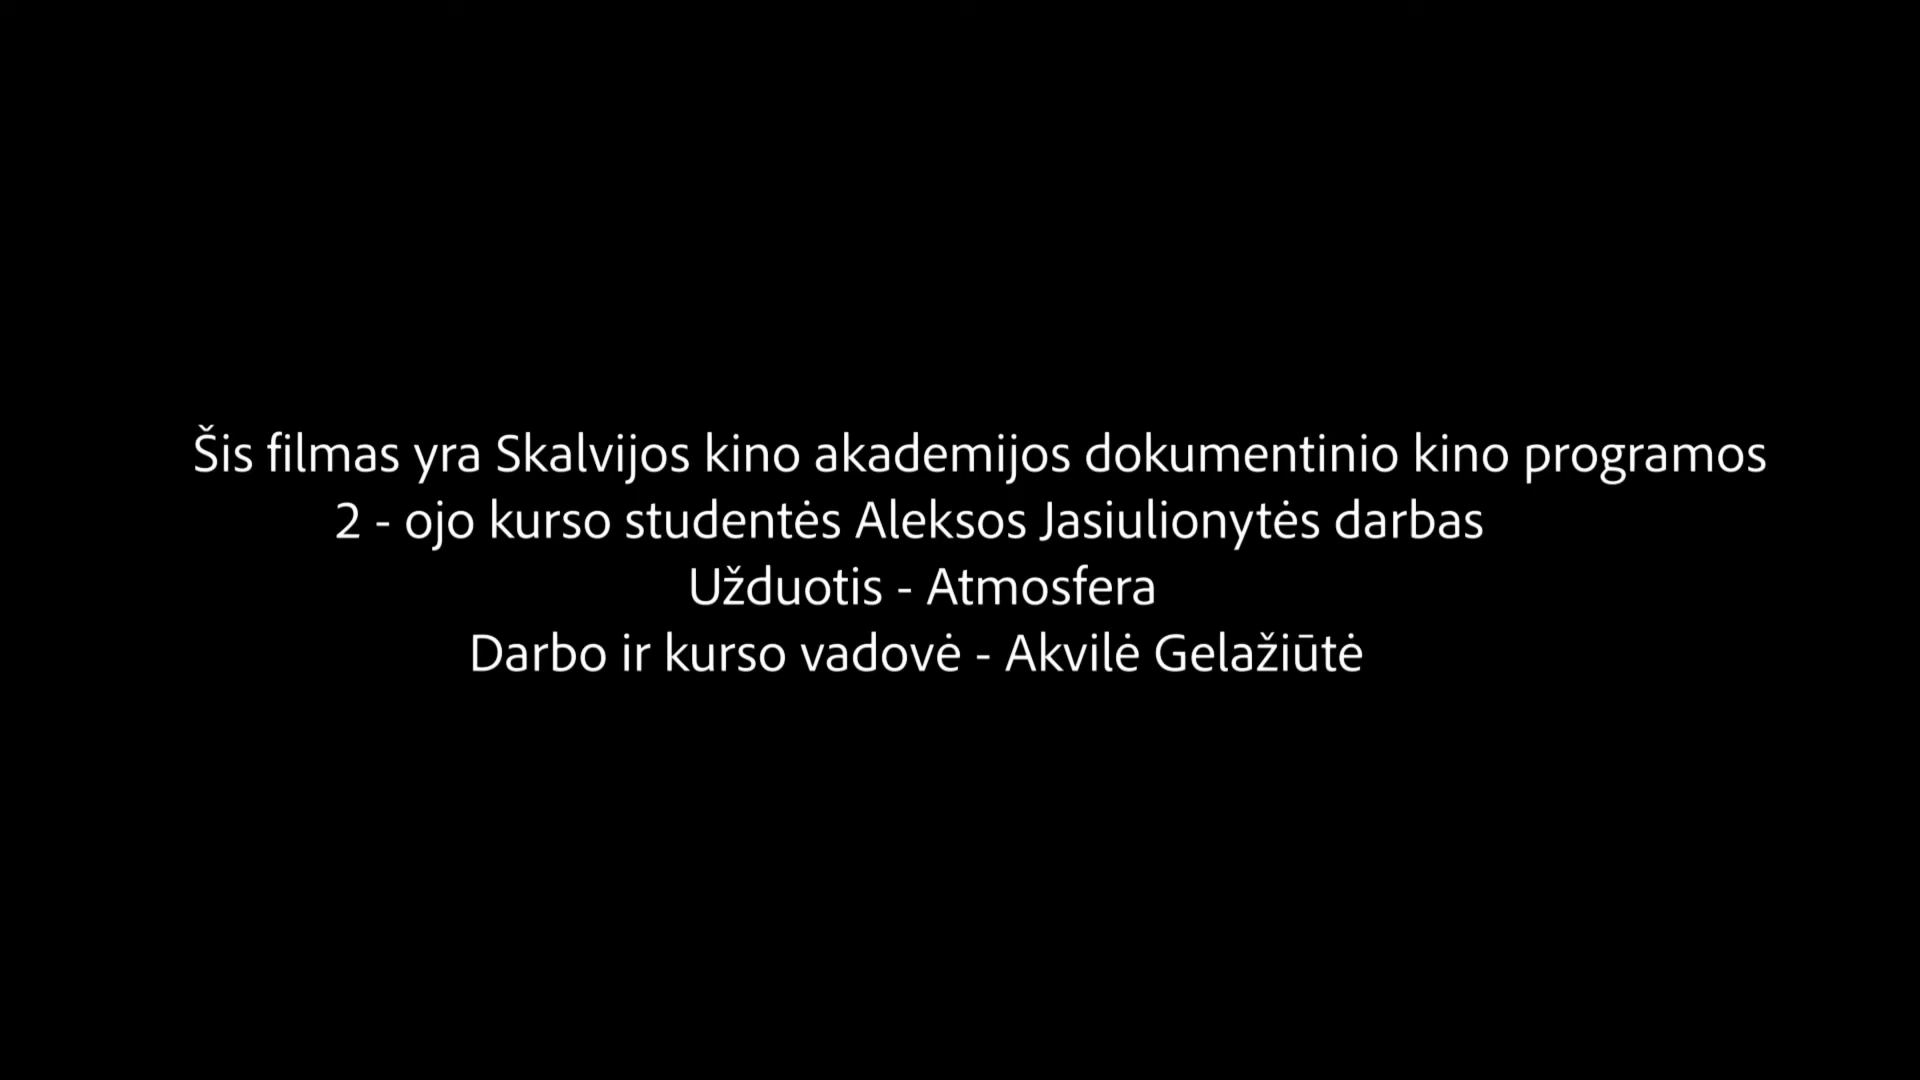 Šis filmas yra Skalvijos kino akademijos dokumentinio kino programos
2 - ojo kurso studentės Aleksos Jasiulionytės darbas
Užduotis - Atmosfera
Darbo ir kurso vadovė - Akvilė Gelažiūtė